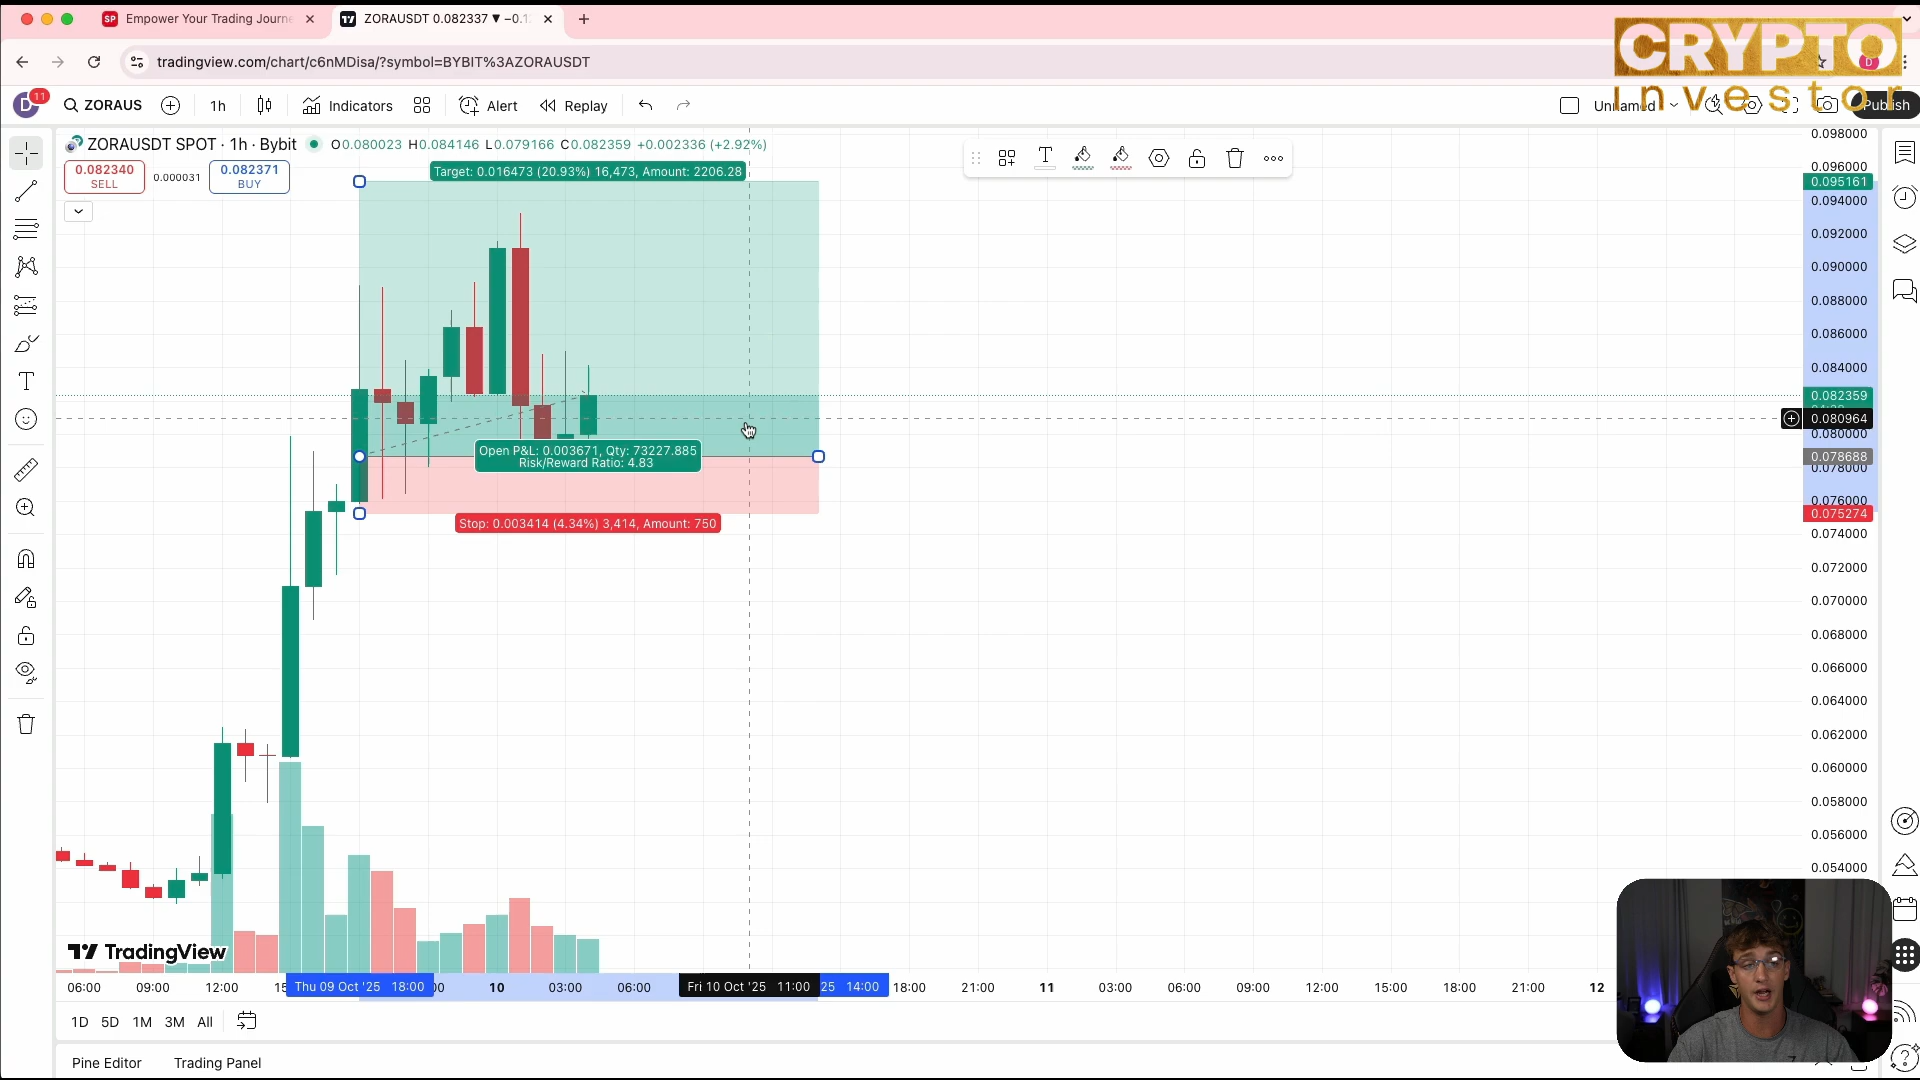 Empower Your Trading Journe
ZORAUSDT 0.082337 ▼ −0.1
CRYPTO
investor
tradingview.com/chart/c6nMDisa/?symbol=BYBIT%3AZORAUSDT
D
11
ZORAUS
1h
Indicators
Alert
Replay
Unnamed
Publish
ZORAUSDT SPOT · 1h · Bybit
O0.080023 H0.084146 L0.079166 C0.082359 +0.002336 (+2.92%)
0.082340
SELL
0.000031
0.082371
BUY
Target: 0.016473 (20.93%) 16,473, Amount: 2206.28
Open P&L: 0.003671, Qty: 73227.885
Risk/Reward Ratio: 4.83
Stop: 0.003414 (4.34%) 3,414, Amount: 750
0.098000
0.096000
0.095161
0.094000
0.092000
0.090000
0.088000
0.086000
0.084000
0.082359
0.080964
0.080000
0.078688
0.078000
0.076000
0.075274
0.074000
0.072000
0.070000
0.068000
0.066000
0.064000
0.062000
0.060000
0.058000
0.056000
0.054000
TradingView
06:00
09:00
12:00
Thu 09 Oct '25 18:00
10
03:00
06:00
Fri 10 Oct '25 11:00
25 14:00
18:00
21:00
11
03:00
06:00
09:00
12:00
15:00
18:00
21:00
12
1D 5D 1M 3M All
Pine Editor
Trading Panel